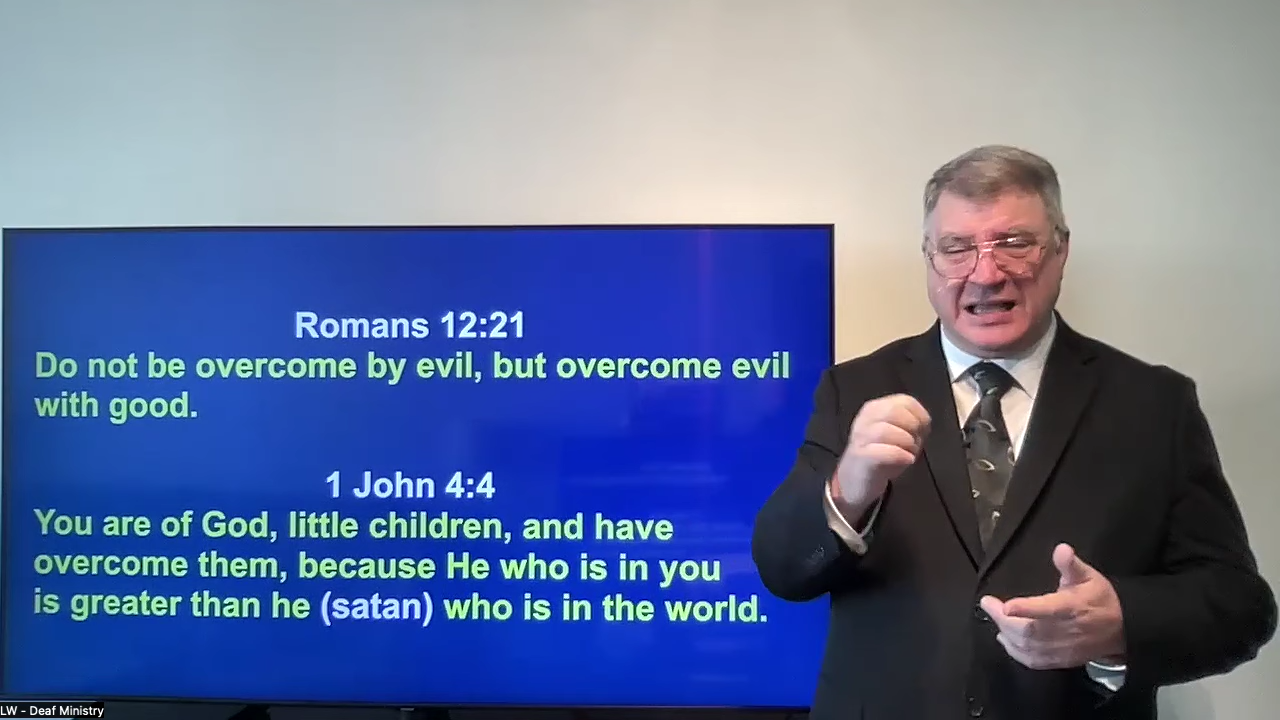 Romans 12:21
Do not be overcome by evil, but overcome evil
with good.
1 John 4:4
You are of God, little children, and have
overcome them, because He who is in you
is greater than he (satan) who is in the world.
LW - Deaf Ministry